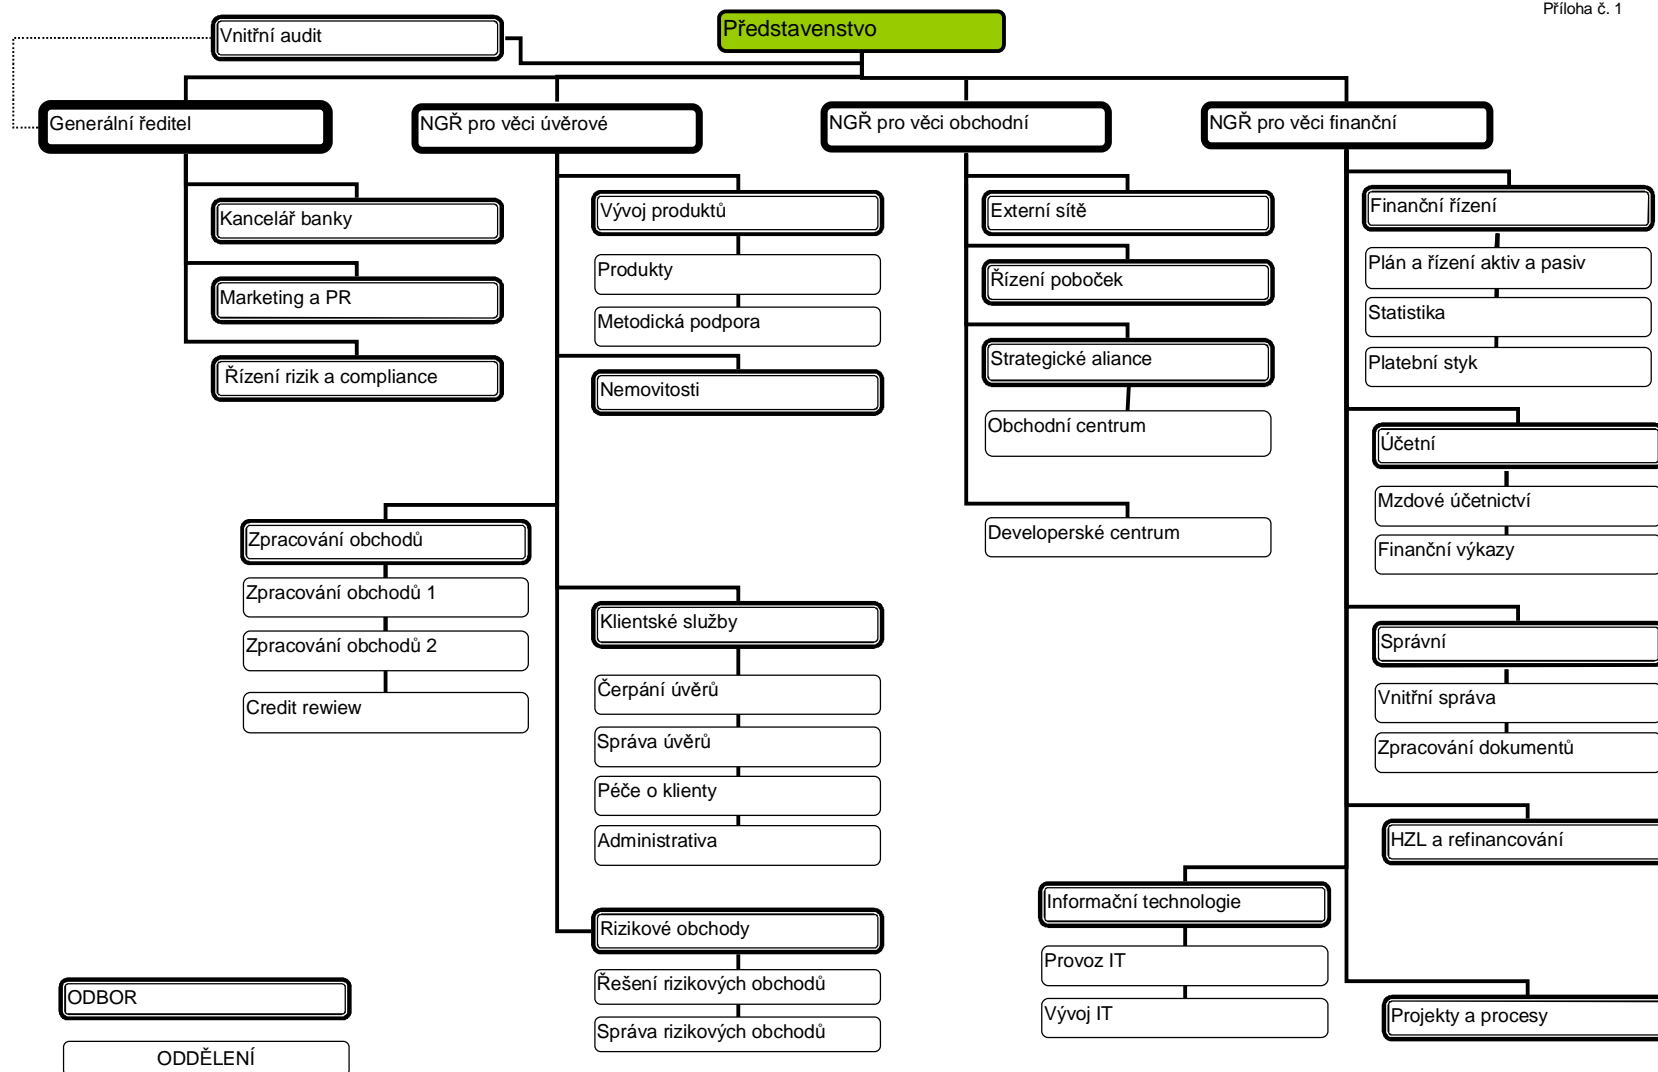 Příloha č. 1
Vnitřní audit
Představenstvo
Generální ředitel
NGŘ pro věci úvěrové
NGŘ pro věci obchodní
NGŘ pro věci finanční
Kancelář banky
Marketing a PR
Řízení rizik a compliance
Vývoj produktů
Produkty
Metodická podpora
Nemovitosti
Zpracování obchodů
Zpracování obchodů 1
Zpracování obchodů 2
Credit rewiew
Klientské služby
Čerpání úvěrů
Správa úvěrů
Péče o klienty
Administrativa
Rizikové obchody
Řešení rizikových obchodů
Správa rizikových obchodů
Externí sítě
Řízení poboček
Strategické aliance
Obchodní centrum
Developerské centrum
Finanční řízení
Plán a řízení aktiv a pasiv
Statistika
Platební styk
Účetní
Mzdové účetnictví
Finanční výkazy
Správní
Vnitřní správa
Zpracování dokumentů
HZL a refinancování
Informační technologie
Provoz IT
Vývoj IT
Projekty a procesy
ODBOR
ODDĚLENÍ